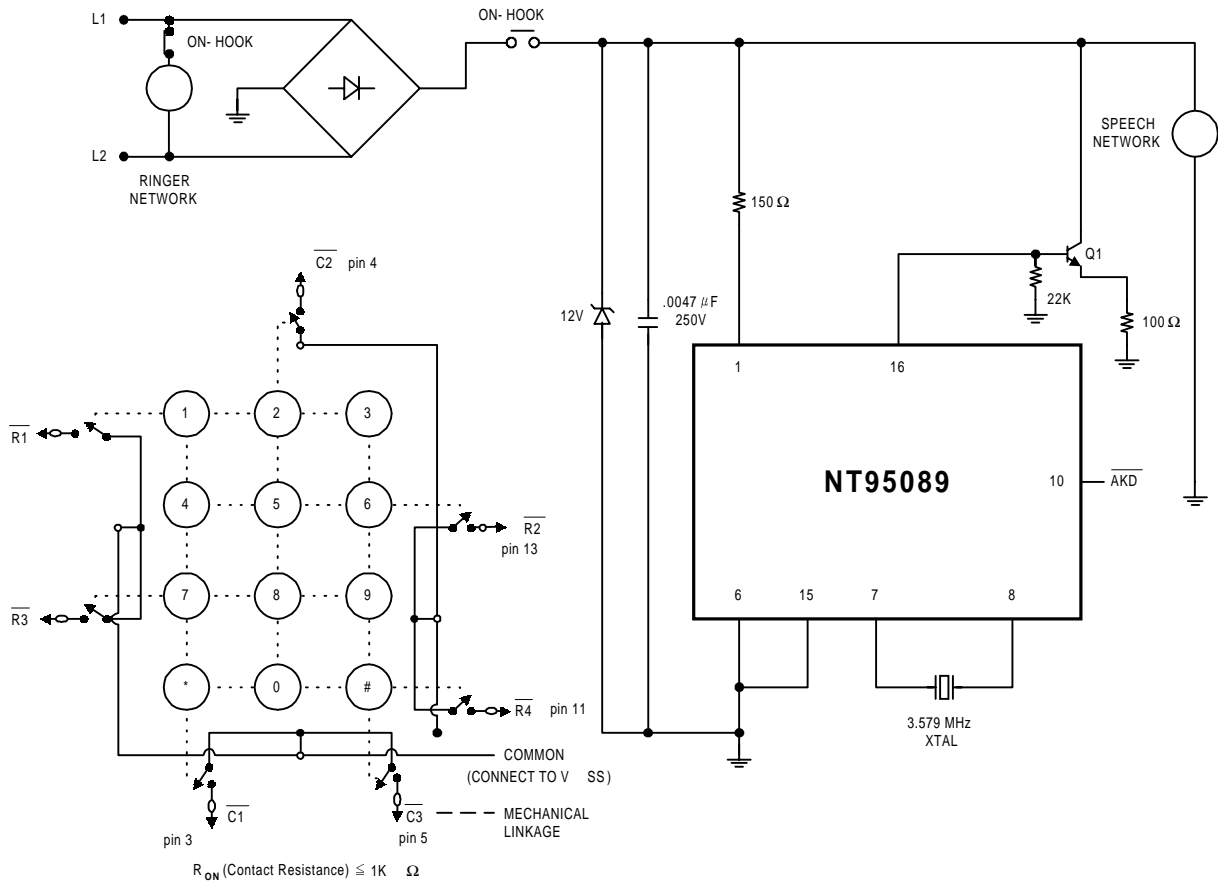 L1
ON- HOOK
L2
RINGER
NETWORK
ON- HOOK
SPEECH
NETWORK
150 Ω
Q1
22K
100 Ω
12V
.0047 μF
250V
1
16
NT95089
10
AKD
6
15
7
8
3.579 MHz
XTAL
C2 pin 4
1
2
3
R1
4
5
6
R2
pin 13
7
8
9
R3
*
0
#
R4 pin 11
COMMON
(CONNECT TO V SS)
C1
pin 3
C3
pin 5
MECHANICAL
LINKAGE
R ON (Contact Resistance) ≦ 1K Ω